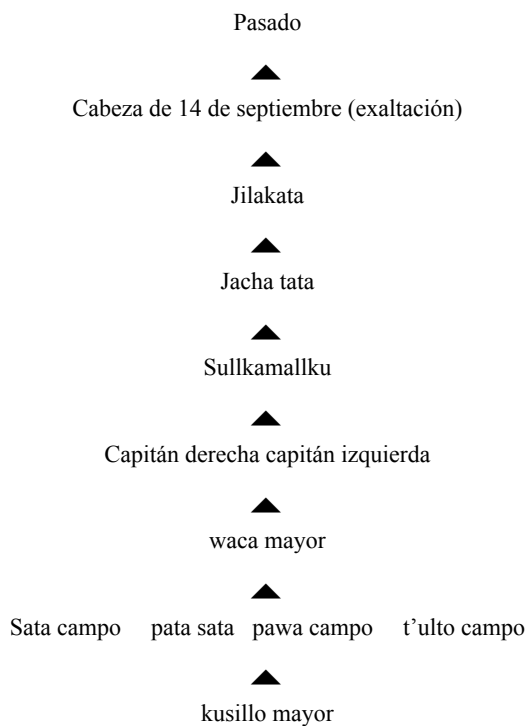 Pasado
Cabeza de 14 de septiembre (exaltación)
Jilakata
Jacha tata
Sullkamallku
Capitán derecha capitán izquierda
waca mayor
Sata campo pata sata pawa campo t'ulto campo
kusillo mayor